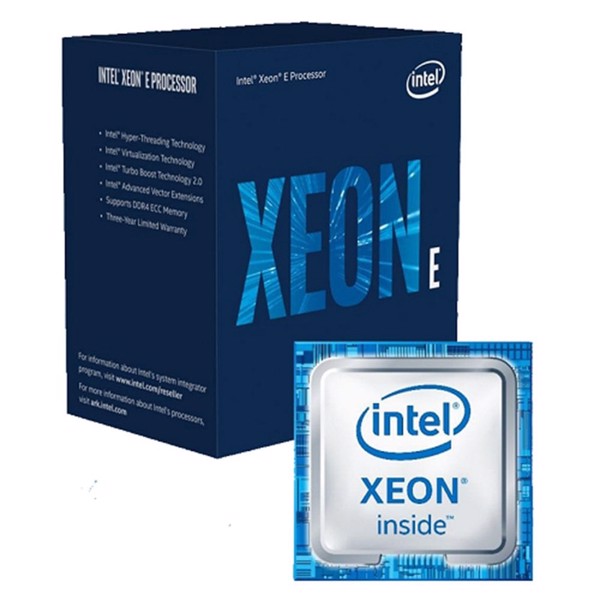 INTEL® XEON® E PROCESSOR
• Intel® Hyper-Threading Technology
• Intel® Virtualization Technology
• Intel® Turbo Boost Technology 2.0
• Intel® Advanced Vector Extensions
• Supports DDR4 ECC Memory
• Three-Year Limited Warranty
For information about Intel's system integrator
program, visit www.intel.com/reseller
For more information about Intel's processors,
visit ark.intel.com
Intel® Xeon® E Processor
intel
XEON E
intel®
XEON®
inside™